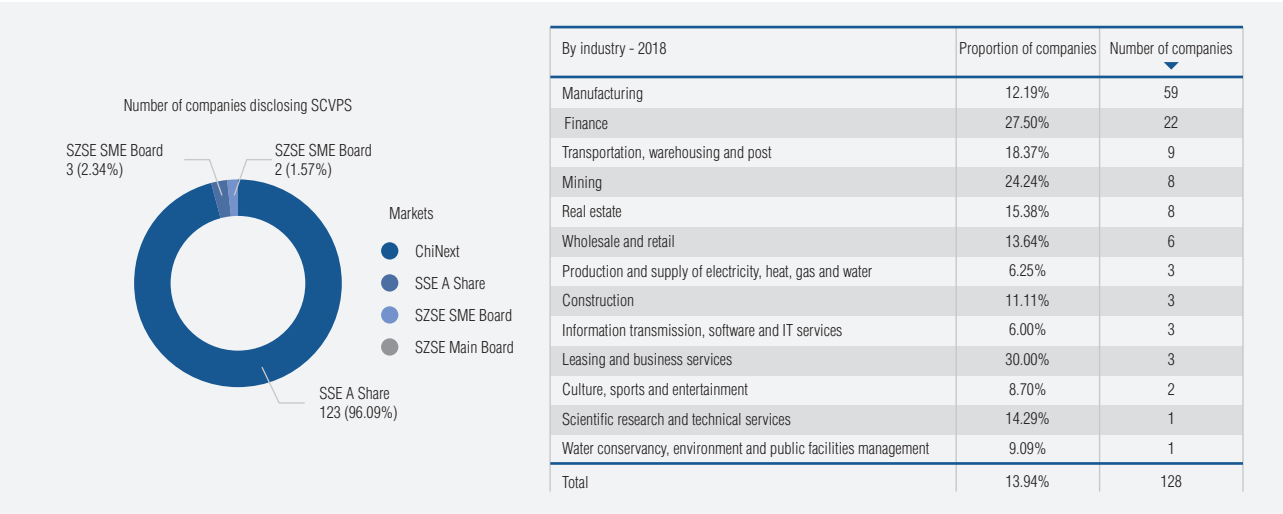 Number of companies disclosing SCVPS
SZSE SME Board
3 (2.34%)
SZSE SME Board
2 (1.57%)
SSE A Share
123 (96.09%)
Markets
ChiNext
SSE A Share
SZSE SME Board
SZSE Main Board
By industry - 2018 Proportion of companies Number of companies
Manufacturing 12.19% 59
Finance 27.50% 22
Transportation, warehousing and post 18.37% 9
Mining 24.24% 8
Real estate 15.38% 8
Wholesale and retail 13.64% 6
Production and supply of electricity, heat, gas and water 6.25% 3
Construction 11.11% 3
Information transmission, software and IT services 6.00% 3
Leasing and business services 30.00% 3
Culture, sports and entertainment 8.70% 2
Scientific research and technical services 14.29% 1
Water conservancy, environment and public facilities management 9.09% 1
Total 13.94% 128